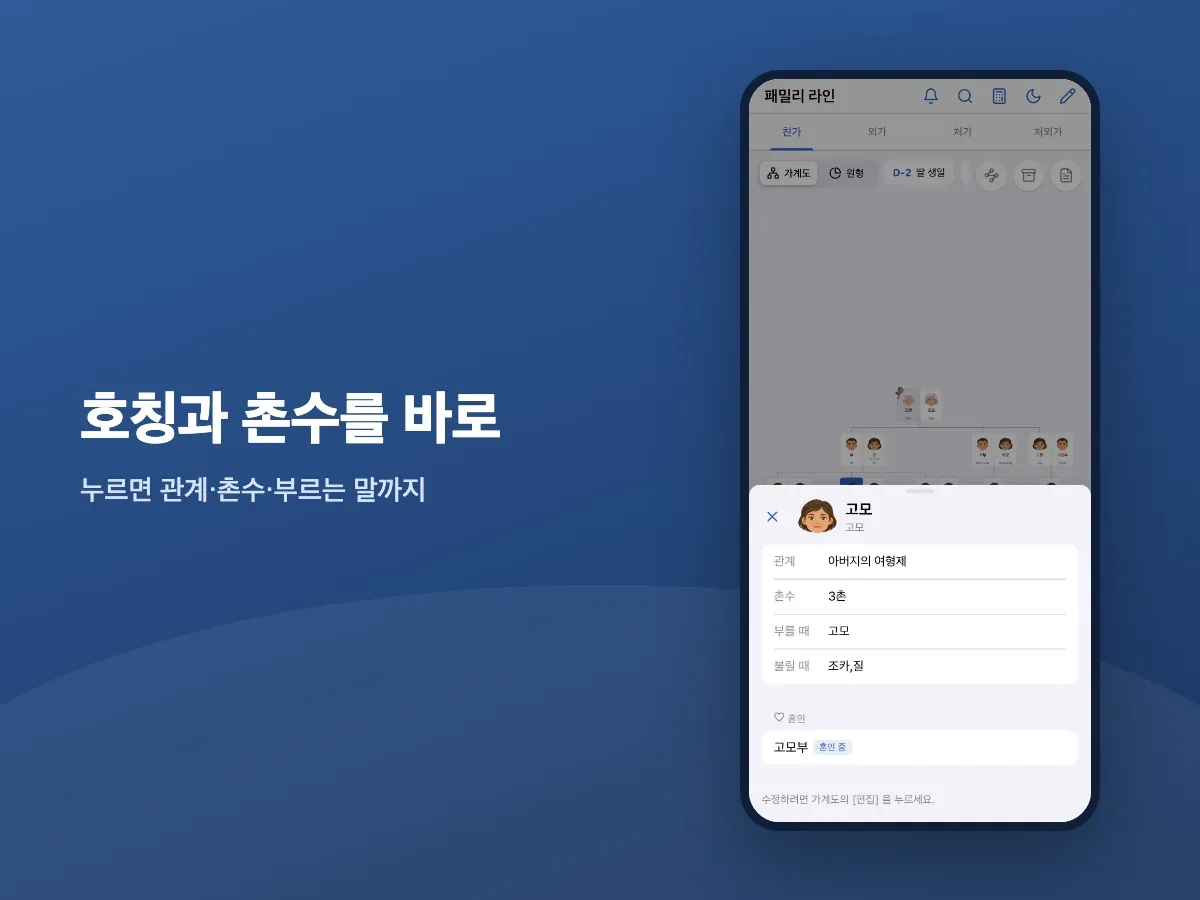 호칭과 촌수를 바로
누르면 관계·촌수·부르는 말까지
패밀리 라인
친가 외가 처가 처외가
가계도 원형 D-2 딸 생일
고모
고모
관계 아버지의 여형제
촌수 3촌
부를 때 고모
불릴 때 조카,질
혼인
고모부 혼인 중
수정하려면 가계도의 [편집] 을 누르세요.